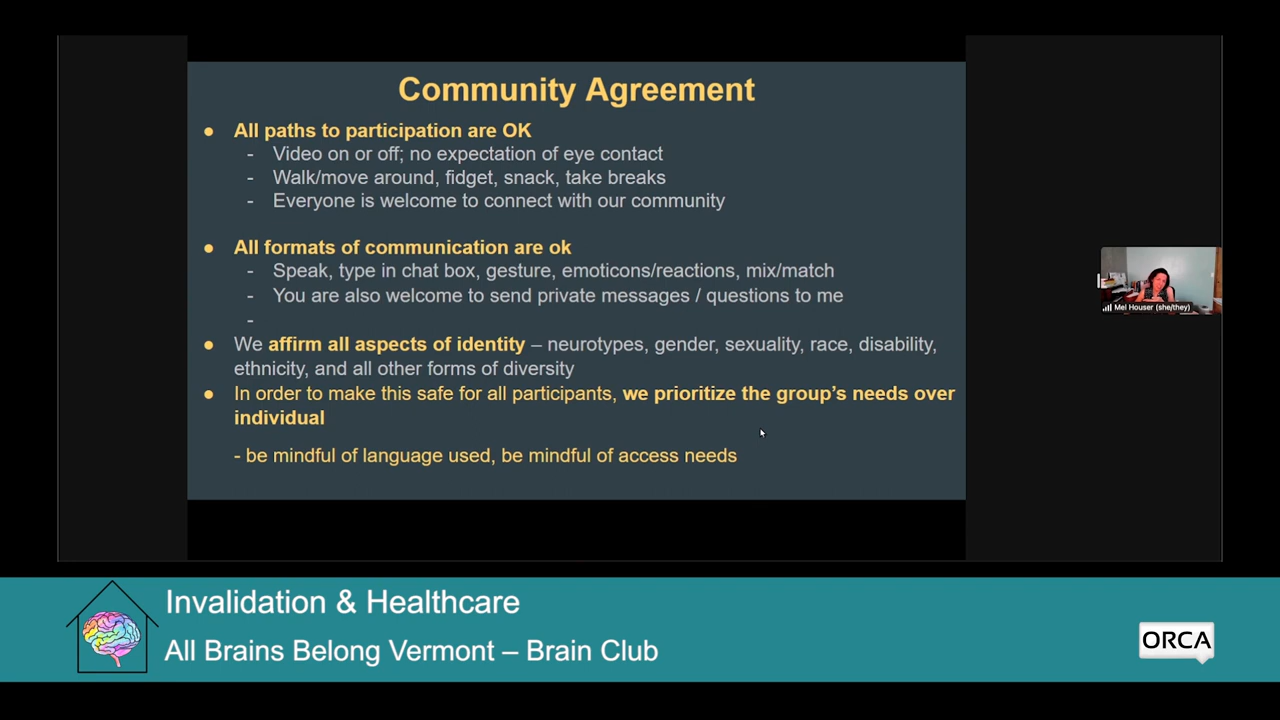 Community Agreement
● All paths to participation are OK
- Video on or off; no expectation of eye contact
- Walk/move around, fidget, snack, take breaks
- Everyone is welcome to connect with our community
● All formats of communication are ok
- Speak, type in chat box, gesture, emoticons/reactions, mix/match
- You are also welcome to send private messages / questions to me
-
● We affirm all aspects of identity – neurotypes, gender, sexuality, race, disability,
ethnicity, and all other forms of diversity
● In order to make this safe for all participants, we prioritize the group’s needs over
individual
- be mindful of language used, be mindful of access needs
Mel Houser (she/they)
Invalidation & Healthcare
All Brains Belong Vermont – Brain Club
ORCA